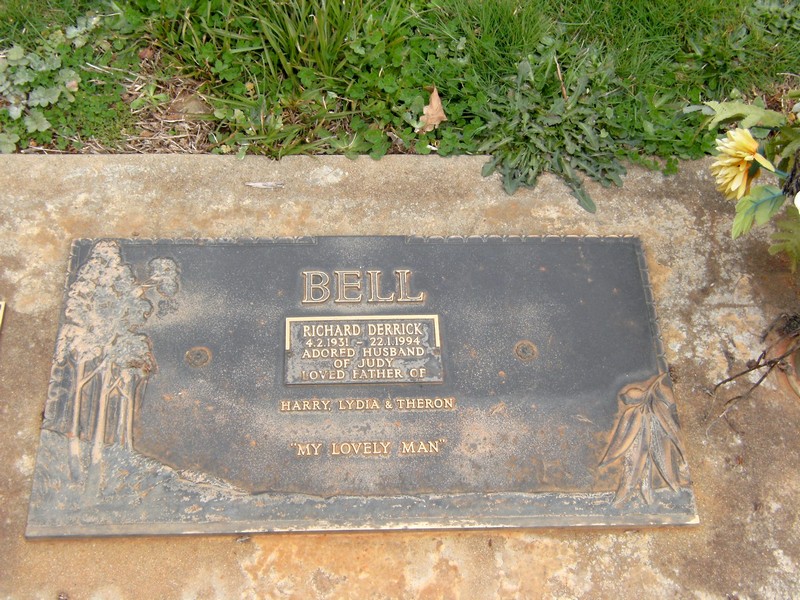 BELL
RICHARD DERRICK
4.2.1931 - 22.1.1994
ADORED HUSBAND
OF JUDY
LOVED FATHER OF
HARRY, LYDIA & THERON
"MY LOVELY MAN"